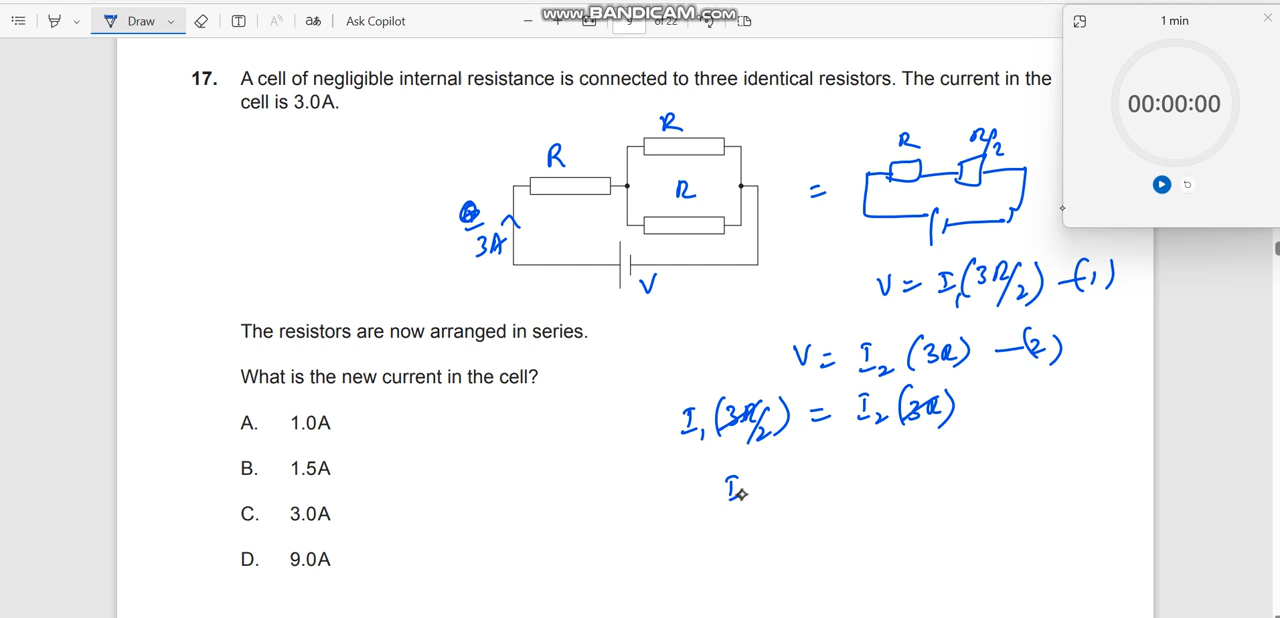 www.BANDICAM.com
Draw
Ask Copilot
9 of 22
1 min
00:00:00
17. A cell of negligible internal resistance is connected to three identical resistors. The current in the
cell is 3.0A.
R
R
R
3A
V
=
R
R/2
V = I₁(3R/2) –(1)
The resistors are now arranged in series.
V = I₂ (3R) –(2)
What is the new current in the cell?
I₁(3R/2) = I₂(3R)
A. 1.0A
B. 1.5A
I
C. 3.0A
D. 9.0A